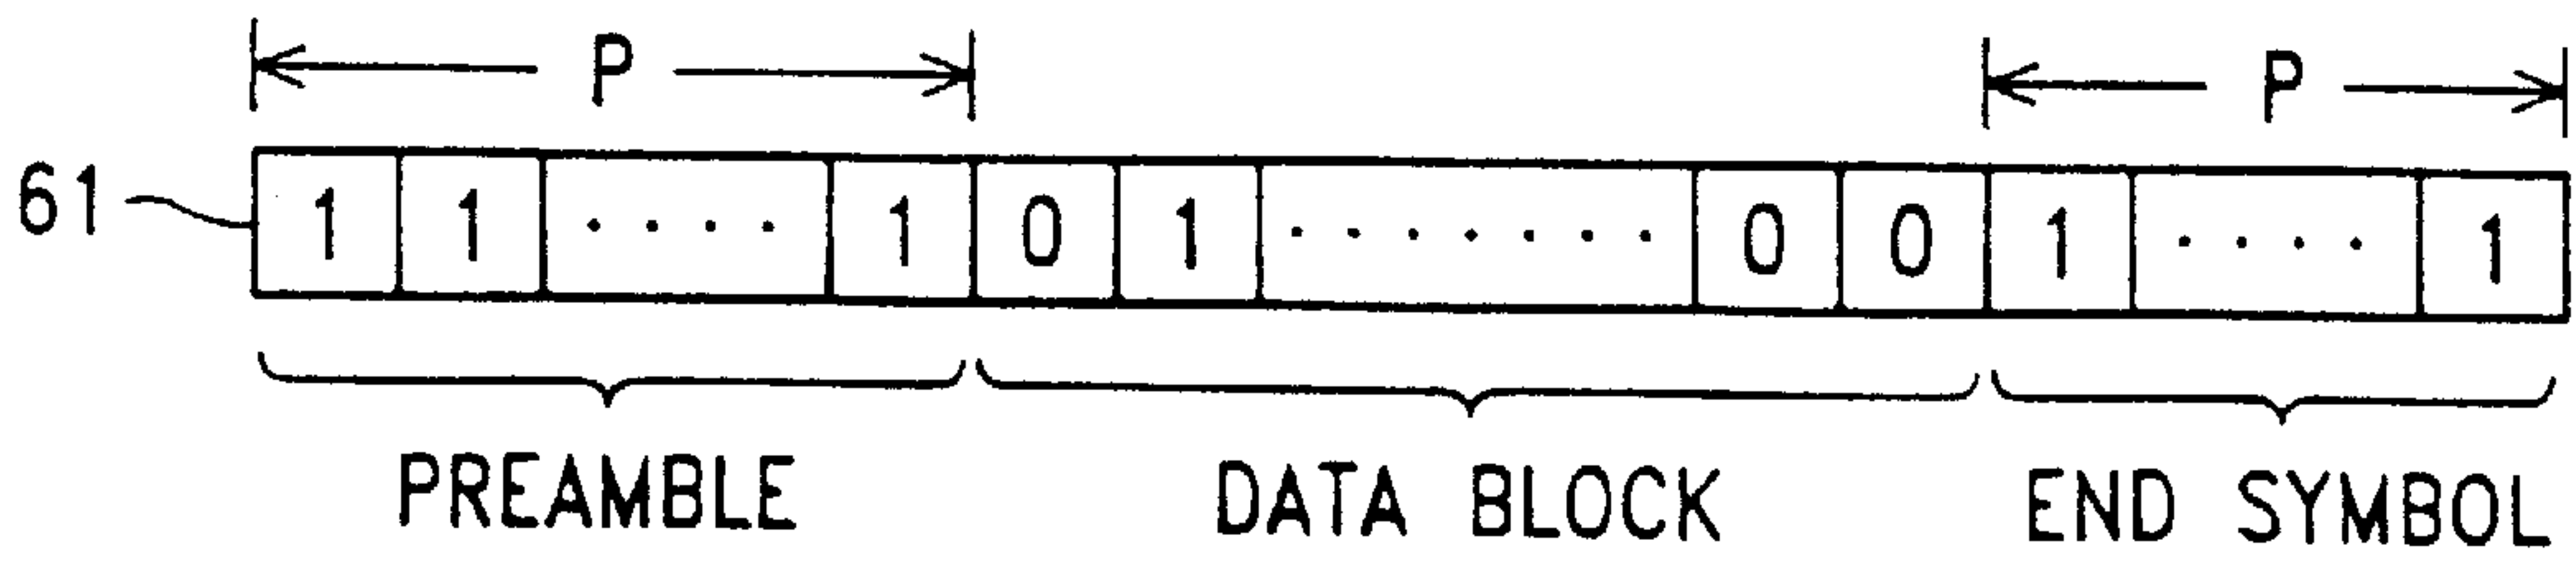 P P
61 1 1 .... 1 0 1 ....... 0 0 1 .... 1
PREAMBLE DATA BLOCK END SYMBOL